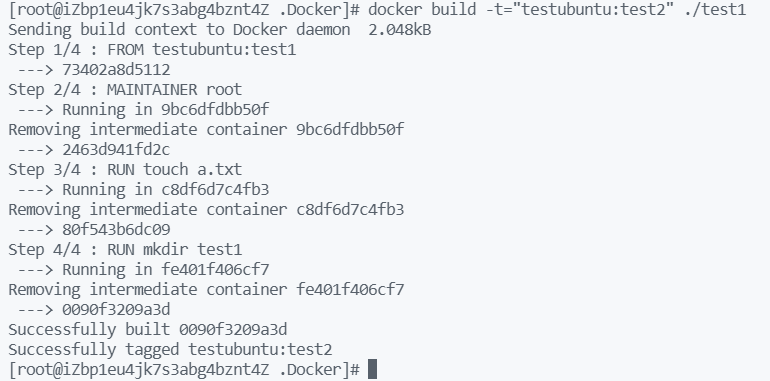 [root@iZbp1eu4jk7s3abg4bznt4Z .Docker]# docker build -t="testubuntu:test2" ./test1
Sending build context to Docker daemon  2.048kB
Step 1/4 : FROM testubuntu:test1
 ---> 73402a8d5112
Step 2/4 : MAINTAINER root
 ---> Running in 9bc6dfdbb50f
Removing intermediate container 9bc6dfdbb50f
 ---> 2463d941fd2c
Step 3/4 : RUN touch a.txt
 ---> Running in c8df6d7c4fb3
Removing intermediate container c8df6d7c4fb3
 ---> 80f543b6dc09
Step 4/4 : RUN mkdir test1
 ---> Running in fe401f406cf7
Removing intermediate container fe401f406cf7
 ---> 0090f3209a3d
Successfully built 0090f3209a3d
Successfully tagged testubuntu:test2
[root@iZbp1eu4jk7s3abg4bznt4Z .Docker]#